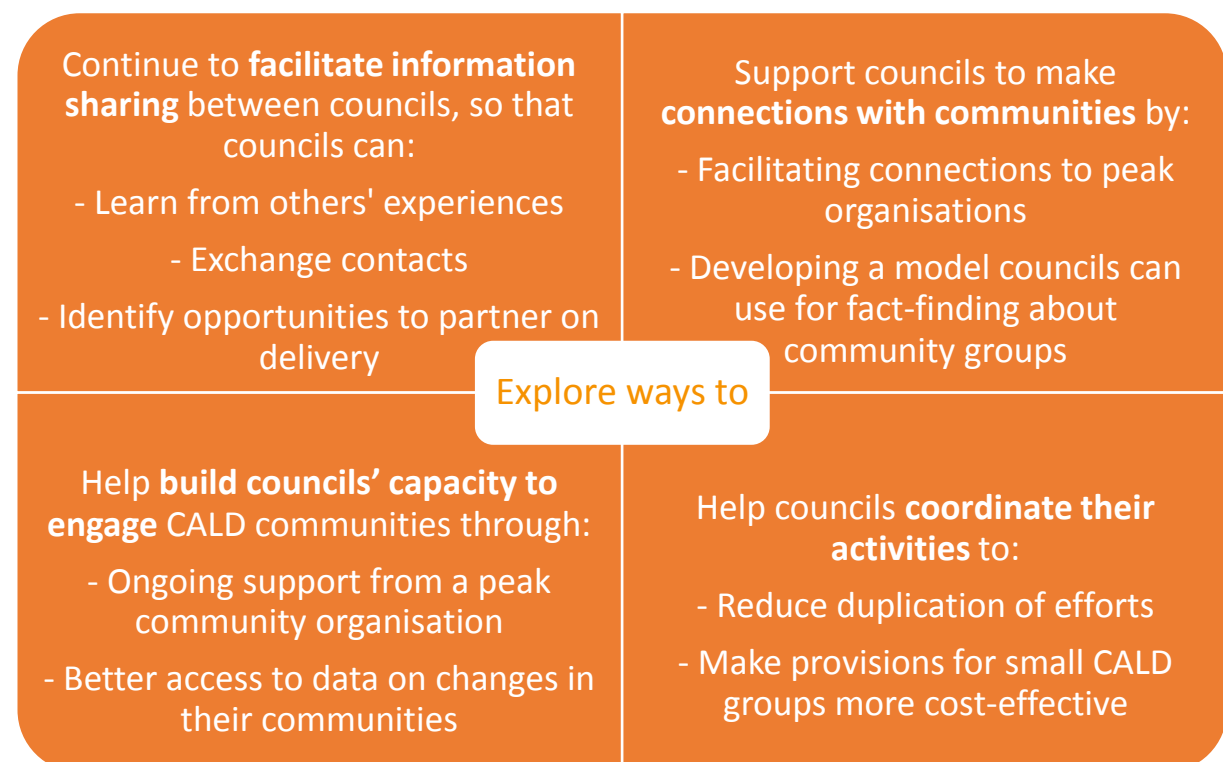 Continue to facilitate information
sharing between councils, so that
councils can:
- Learn from others' experiences
- Exchange contacts
- Identify opportunities to partner on
delivery
Support councils to make
connections with communities by:
- Facilitating connections to peak
organisations
- Developing a model councils can
use for fact-finding about
community groups
Explore ways to
Help build councils’ capacity to
engage CALD communities through:
- Ongoing support from a peak
community organisation
- Better access to data on changes in
their communities
Help councils coordinate their
activities to:
- Reduce duplication of efforts
- Make provisions for small CALD
groups more cost-effective